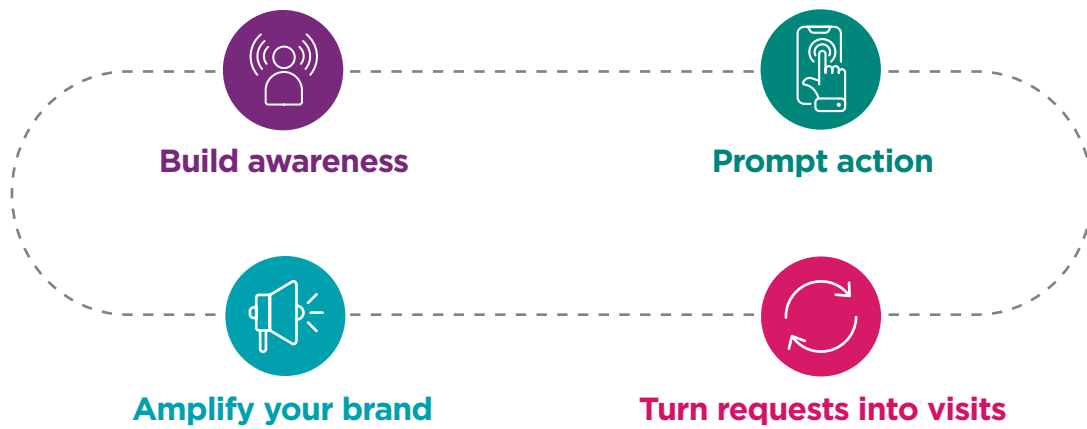 Build awareness
Prompt action
Amplify your brand
Turn requests into visits